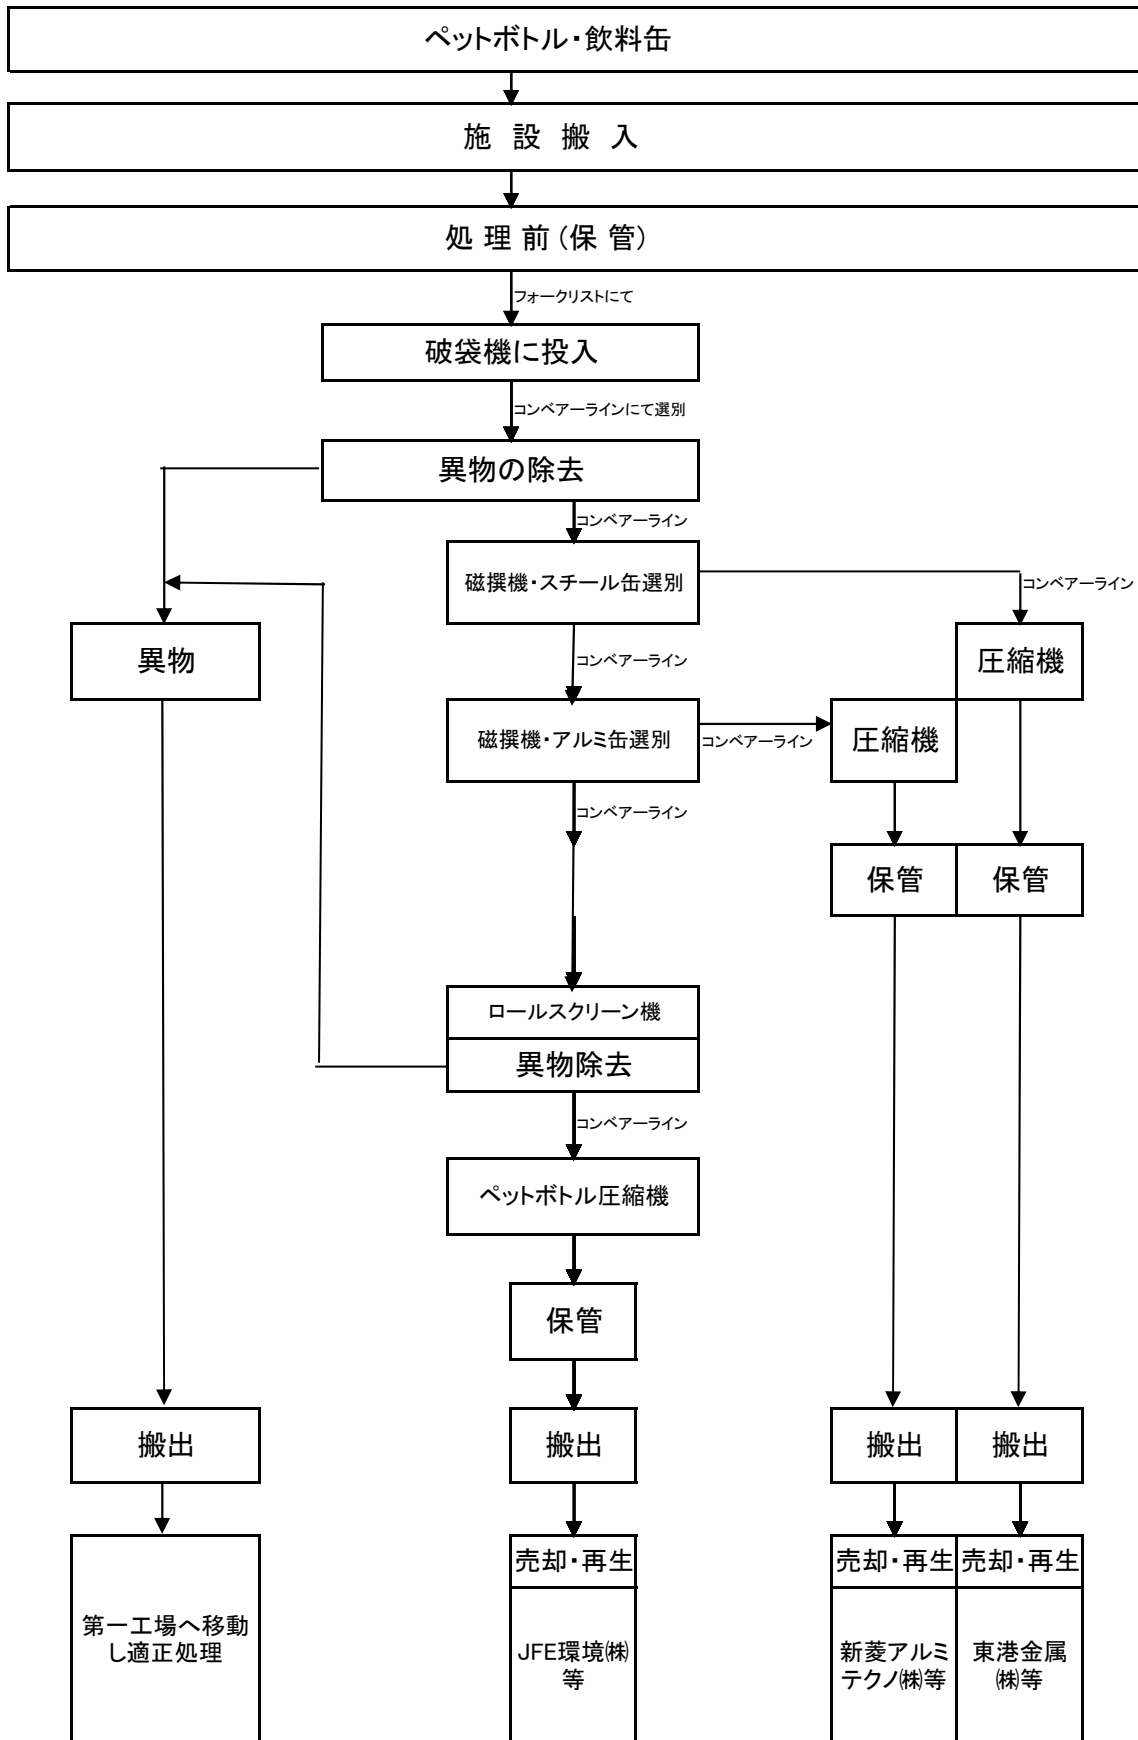 ペットボトル・飲料缶
施 設 搬 入
処 理 前（保 管）
フォークリストにて
破袋機に投入
コンベアーラインにて選別
異物の除去
コンベアーライン
磁撰機・スチール缶選別
コンベアーライン
異物
コンベアーライン
圧縮機
磁撰機・アルミ缶選別
コンベアーライン
圧縮機
コンベアーライン
保管
保管
ロールスクリーン機
異物除去
コンベアーライン
ペットボトル圧縮機
保管
搬出
搬出
搬出
搬出
売却・再生
売却・再生
売却・再生
第一工場へ移動
し適正処理
JFE環境㈱
等
新菱アルミ
テクノ㈱等
東港金属
㈱等